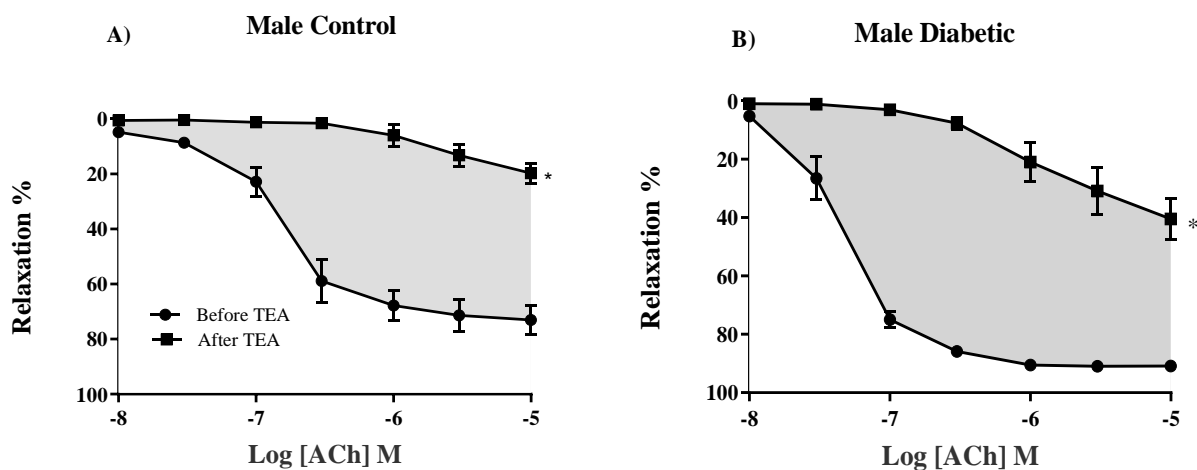 A)
Male Control
Relaxation %
0
20
40
60
80
100
*
Before TEA
After TEA
-8
-7
-6
-5
Log [ACh] M
B)
Male Diabetic
Relaxation %
0
20
40
60
80
100
*
-8
-7
-6
-5
Log [ACh] M